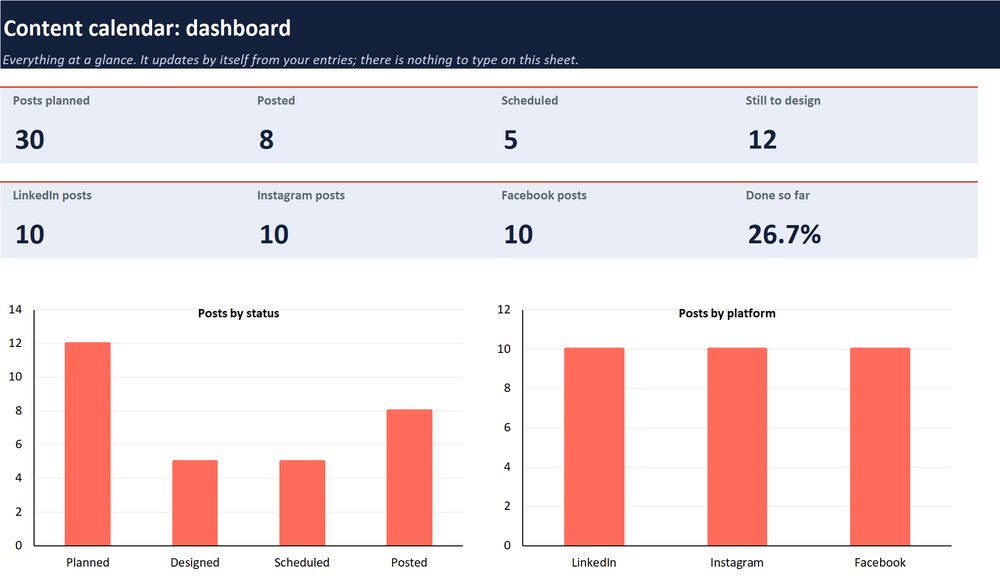 Content calendar: dashboard
Everything at a glance. It updates by itself from your entries; there is nothing to type on this sheet.
Posts planned Posted Scheduled Still to design
30 8 5 12
LinkedIn posts Instagram posts Facebook posts Done so far
10 10 10 26.7%
Posts by status
14
12
10
8
6
4
2
0
Planned Designed Scheduled Posted
Posts by platform
12
10
8
6
4
2
0
LinkedIn Instagram Facebook